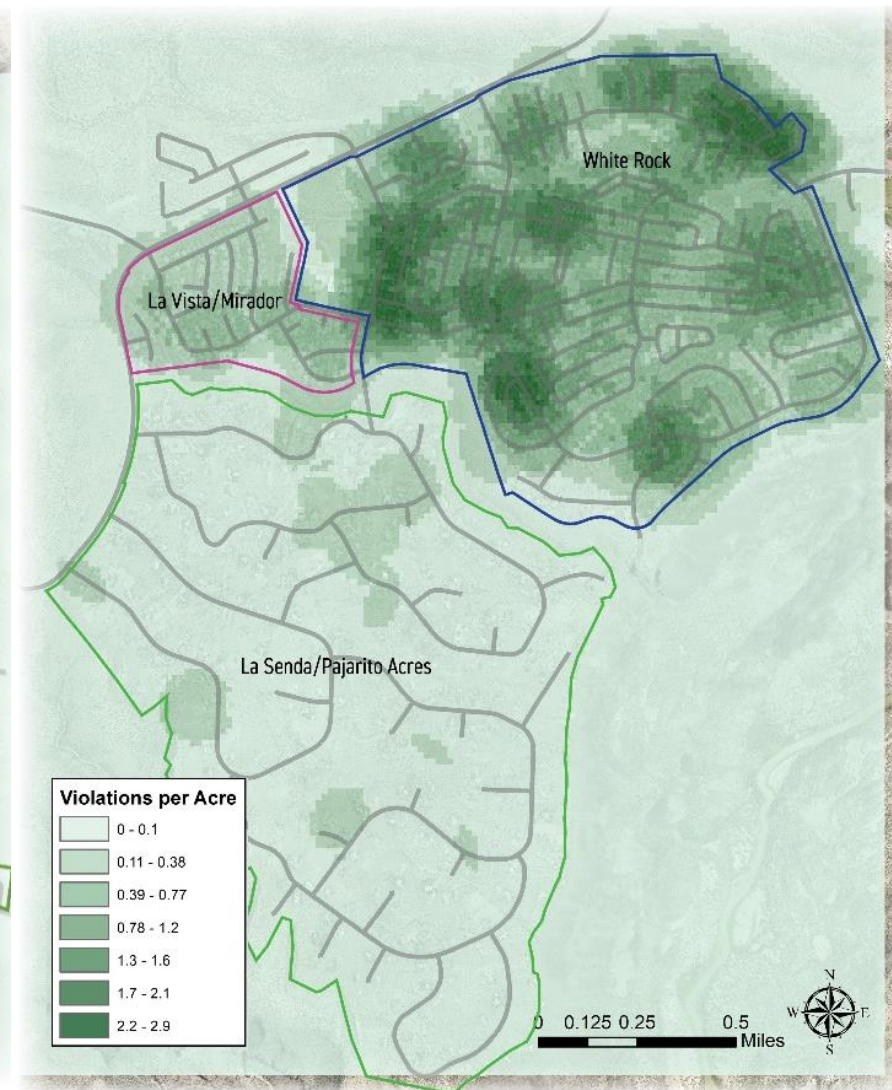 White Rock
La Vista/Mirador
La Senda/Pajarito Acres
Violations per Acre
0 - 0.1
0.11 - 0.38
0.39 - 0.77
0.78 - 1.2
1.3 - 1.6
1.7 - 2.1
2.2 - 2.9
N
W E
S
0 0.125 0.25 0.5
Miles